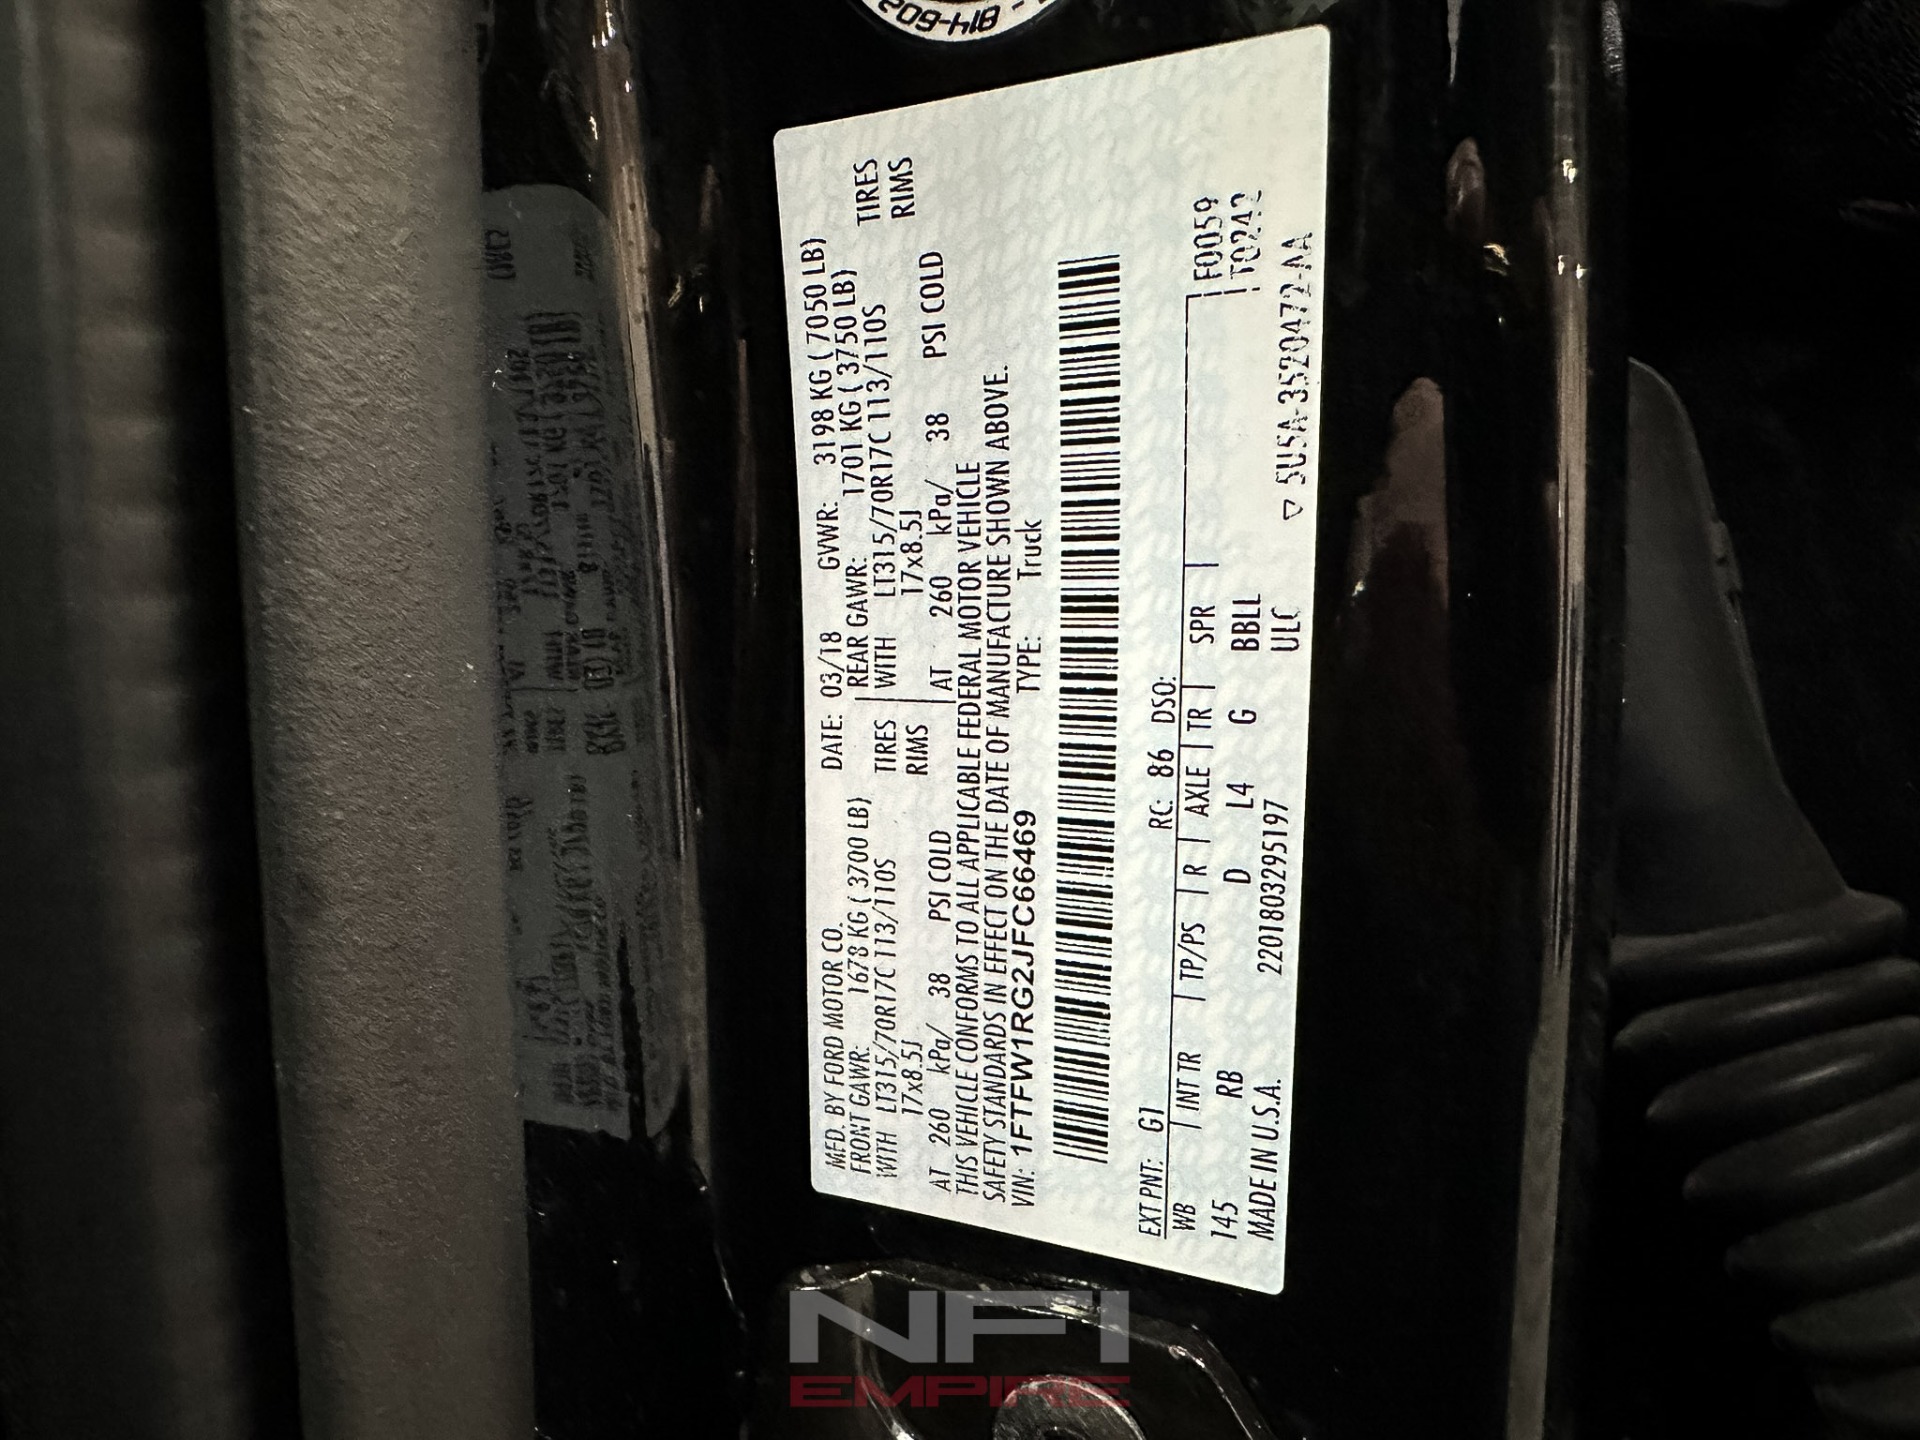 814-602
MFD. BY FORD MOTOR CO. DATE: 03/18 GVWR: 3198 KG ( 7050 LB)
FRONT GAWR: 1678 KG ( 3700 LB) REAR GAWR: 1701 KG ( 3750 LB)
WITH LT315/70R17C 113/110S TIRES WITH LT315/70R17C 113/110S TIRES
17x8.5J RIMS 17x8.5J RIMS
AT 260 kPa/ 38 PSI COLD AT 260 kPa/ 38 PSI COLD
THIS VEHICLE CONFORMS TO ALL APPLICABLE FEDERAL MOTOR VEHICLE
SAFETY STANDARDS IN EFFECT ON THE DATE OF MANUFACTURE SHOWN ABOVE.
VIN: 1FTFW1RG2JFC66469 TYPE: Truck
EXT PNT: G1 RC: 86 DSO:
WB INT TR TP/PS R AXLE TR SPR F0059
145 RB D L4 G BBLL T0242
MADE IN U.S.A. 2201803295197 ULC ▽ 5U5A-3520472-AA
NFI
EMPIRE